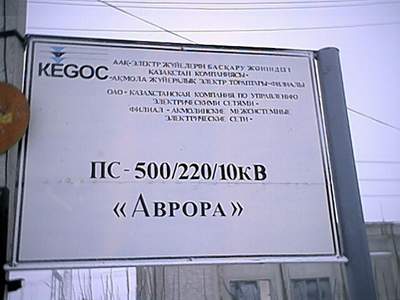 KEGOC
ААҚ-ЭЛЕКТР ЖҮЙЕЛЕРІН БАСҚАРУ ЖӨНІНДЕГІ
ҚАЗАҚСТАН КОМПАНИЯСЫ-
-АҚМОЛА ЖҮЙЕАРАЛЫҚ ЭЛЕКТР ТОРАПТАРЫ-ФИЛИАЛЫ
ОАО - КАЗАХСТАНСКАЯ КОМПАНИЯ ПО УПРАВЛЕНИЮ
ЭЛЕКТРИЧЕСКИМИ СЕТЯМИ -
ФИЛИАЛ - АКМОЛИНСКИЕ МЕЖСИСТЕМНЫЕ
ЭЛЕКТРИЧЕСКИЕ СЕТИ -
ПС - 500/220/10кВ
«АВРОРА»